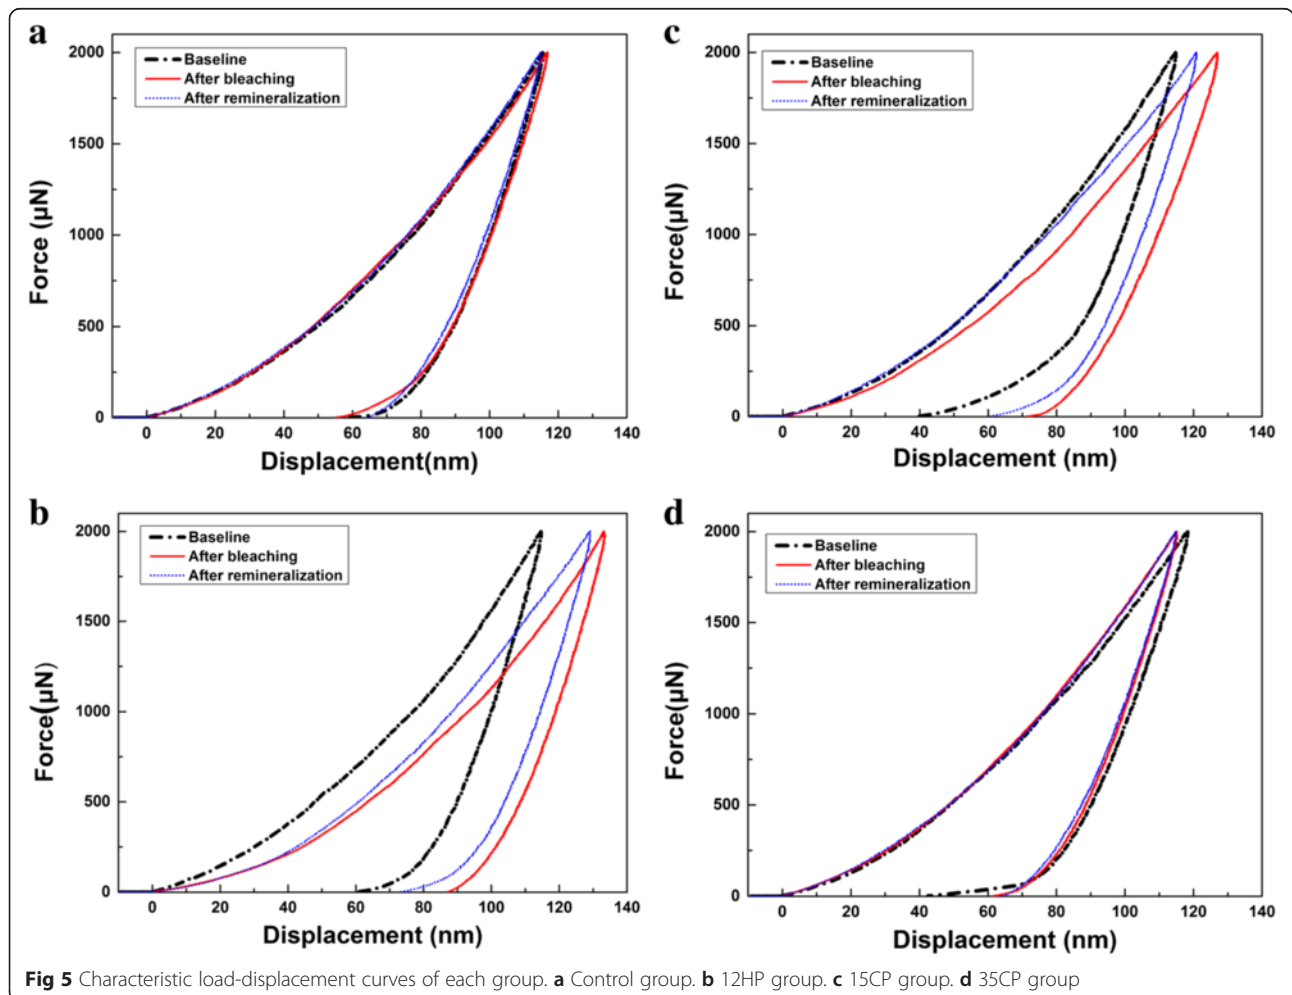 a
Baseline
After bleaching
After remineralization
2000
1500
1000
500
0
Force (µN)
0 20 40 60 80 100 120 140
Displacement(nm)
c
Baseline
After bleaching
After remineralization
2000
1500
1000
500
0
Force(µN)
0 20 40 60 80 100 120 140
Displacement (nm)
b
Baseline
After bleaching
After remineralization
2000
1500
1000
500
0
Force(µN)
0 20 40 60 80 100 120 140
Displacement (nm)
d
Baseline
After bleaching
After remineralization
2000
1500
1000
500
0
Force(µN)
0 20 40 60 80 100 120 140
Displacement (nm)
Fig 5 Characteristic load-displacement curves of each group. a Control group. b 12HP group. c 15CP group. d 35CP group